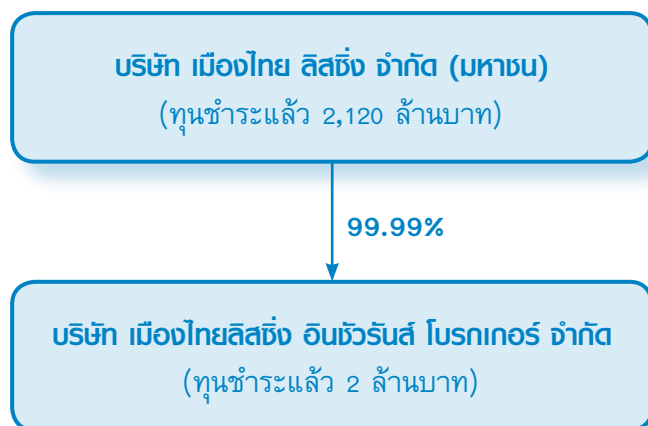 บริษัท เมืองไทย ลิสซิ่ง จำกัด (มหาชน)
(ทุนชำระแล้ว 2,120 ล้านบาท)
99.99%
บริษัท เมืองไทยลิสซิ่ง อินชัวรันส์ โบรกเกอร์ จำกัด
(ทุนชำระแล้ว 2 ล้านบาท)